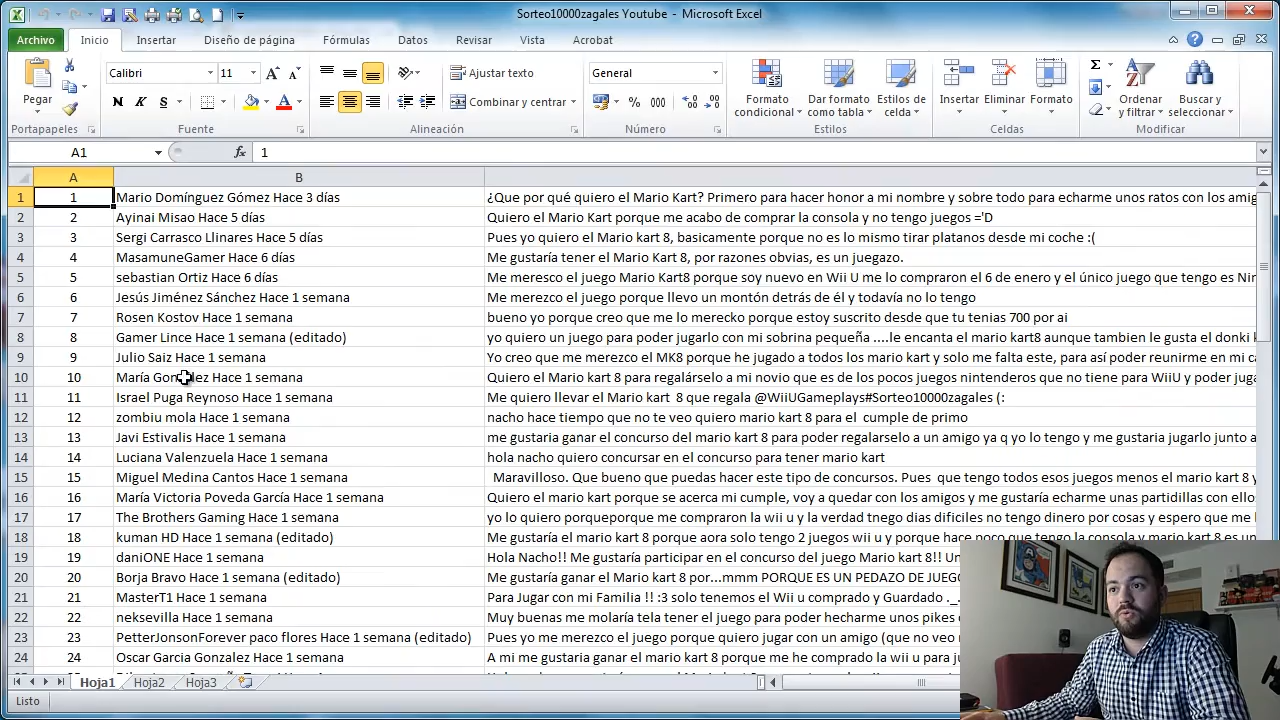 Sorteo10000zagales Youtube - Microsoft Excel
Archivo Inicio Insertar Diseño de página Fórmulas Datos Revisar Vista Acrobat
Pegar
Calibri 11
N K S
Ajustar texto
Combinar y centrar
General
% 000
Formato condicional
Dar formato como tabla
Estilos de celda
Insertar Eliminar Formato
Ordenar y filtrar
Buscar y seleccionar
Portapapeles Fuente Alineación Número Estilos Celdas Modificar
A1 fx 1
A B
1 1 Mario Domínguez Gómez Hace 3 días ¿Que por qué quiero el Mario Kart? Primero para hacer honor a mi nombre y sobre todo para echarme unos ratos con los amig
2 2 Ayinai Misao Hace 5 días Quiero el Mario Kart porque me acabo de comprar la consola y no tengo juegos ='D
3 3 Sergi Carrasco Llinares Hace 5 días Pues yo quiero el Mario kart 8, basicamente porque no es lo mismo tirar platanos desde mi coche :(
4 4 MasamuneGamer Hace 6 días Me gustaría tener el Mario Kart 8, por razones obvias, es un juegazo.
5 5 sebastian Ortiz Hace 6 días Me meresco el juego Mario Kart8 porque soy nuevo en Wii U me lo compraron el 6 de enero y el único juego que tengo es Nin
6 6 Jesús Jiménez Sánchez Hace 1 semana Me merezco el juego porque llevo un montón detrás de él y todavía no lo tengo
7 7 Rosen Kostov Hace 1 semana bueno yo porque creo que me lo merecko porque estoy suscrito desde que tu tenias 700 por ai
8 8 Gamer Lince Hace 1 semana (editado) yo quiero un juego para poder jugarlo con mi sobrina pequeña ....le encanta el mario kart8 aunque tambien le gusta el donki k
9 9 Julio Saiz Hace 1 semana Yo creo que me merezco el MK8 porque he jugado a todos los mario kart y solo me falta este, para así poder reunirme en mi ca
10 10 María González Hace 1 semana Quiero el Mario kart 8 para regalárselo a mi novio que es de los pocos juegos nintenderos que no tiene para WiiU y poder jug
11 11 Israel Puga Reynoso Hace 1 semana Me quiero llevar el Mario kart 8 que regala @WiiUGameplays#Sorteo10000zagales (:
12 12 zombiu mola Hace 1 semana nacho hace tiempo que no te veo quiero mario kart 8 para el cumple de primo
13 13 Javi Estivalis Hace 1 semana me gustaria ganar el concurso del mario kart 8 para poder regalarselo a un amigo ya q yo lo tengo y me gustaria jugarlo junto a
14 14 Luciana Valenzuela Hace 1 semana hola nacho quiero concursar en el concurso para tener mario kart
15 15 Miguel Medina Cantos Hace 1 semana Maravilloso. Que bueno que puedas hacer este tipo de concursos. Pues que tengo todos esos juegos menos el mario kart 8 y
16 16 María Victoria Poveda García Hace 1 semana Quiero el mario kart porque se acerca mi cumple, voy a quedar con los amigos y me gustaría echarme unas partidillas con ello
17 17 The Brothers Gaming Hace 1 semana yo lo quiero porqueporque me compraron la wii u y la verdad tnego dias dificiles no tengo dinero por cosas y espero que me l
18 18 kuman HD Hace 1 semana (editado) Me gustaria el mario kart 8 porque aora solo tengo 2 juegos wii u y porque hace poco que tengo la consola y mario kart 8 es un
19 19 daniONE Hace 1 semana Hola Nacho!! Me gustaría participar en el concurso del juego Mario kart 8!! Un
20 20 Borja Bravo Hace 1 semana (editado) Me gustaría ganar el Mario kart 8 por...mmm PORQUE ES UN PEDAZO DE JUEG
21 21 MasterT1 Hace 1 semana Para Jugar con mi Familia !! :3 solo tenemos el Wii u comprado y Guardado ._.
22 22 neksevilla Hace 1 semana Muy buenas me molaría tela tener el juego para poder hecharme unos pikes
23 23 PetterJonsonForever paco flores Hace 1 semana (editado) Pues yo me merezco el juego porque quiero jugar con un amigo (que no veo
24 24 Oscar Garcia Gonzalez Hace 1 semana A mi me gustaria ganar el mario kart porque me he comprado la wii u para ju
Hoja1 Hoja2 Hoja3
Listo